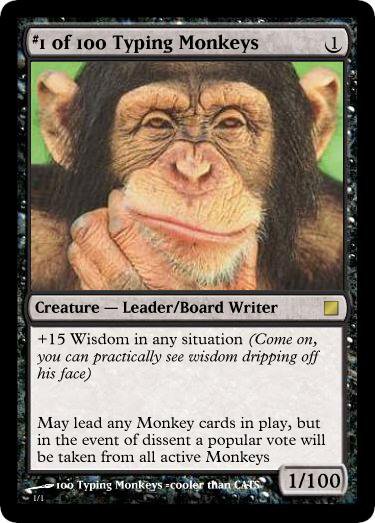 #1 of 100 Typing Monkeys 1
Creature — Leader/Board Writer
+15 Wisdom in any situation (Come on,
you can practically see wisdom dripping off
his face)
May lead any Monkey cards in play, but
in the event of dissent a popular vote will
be taken from all active Monkeys
1/100
100 Typing Monkeys =cooler than CATS
1/1